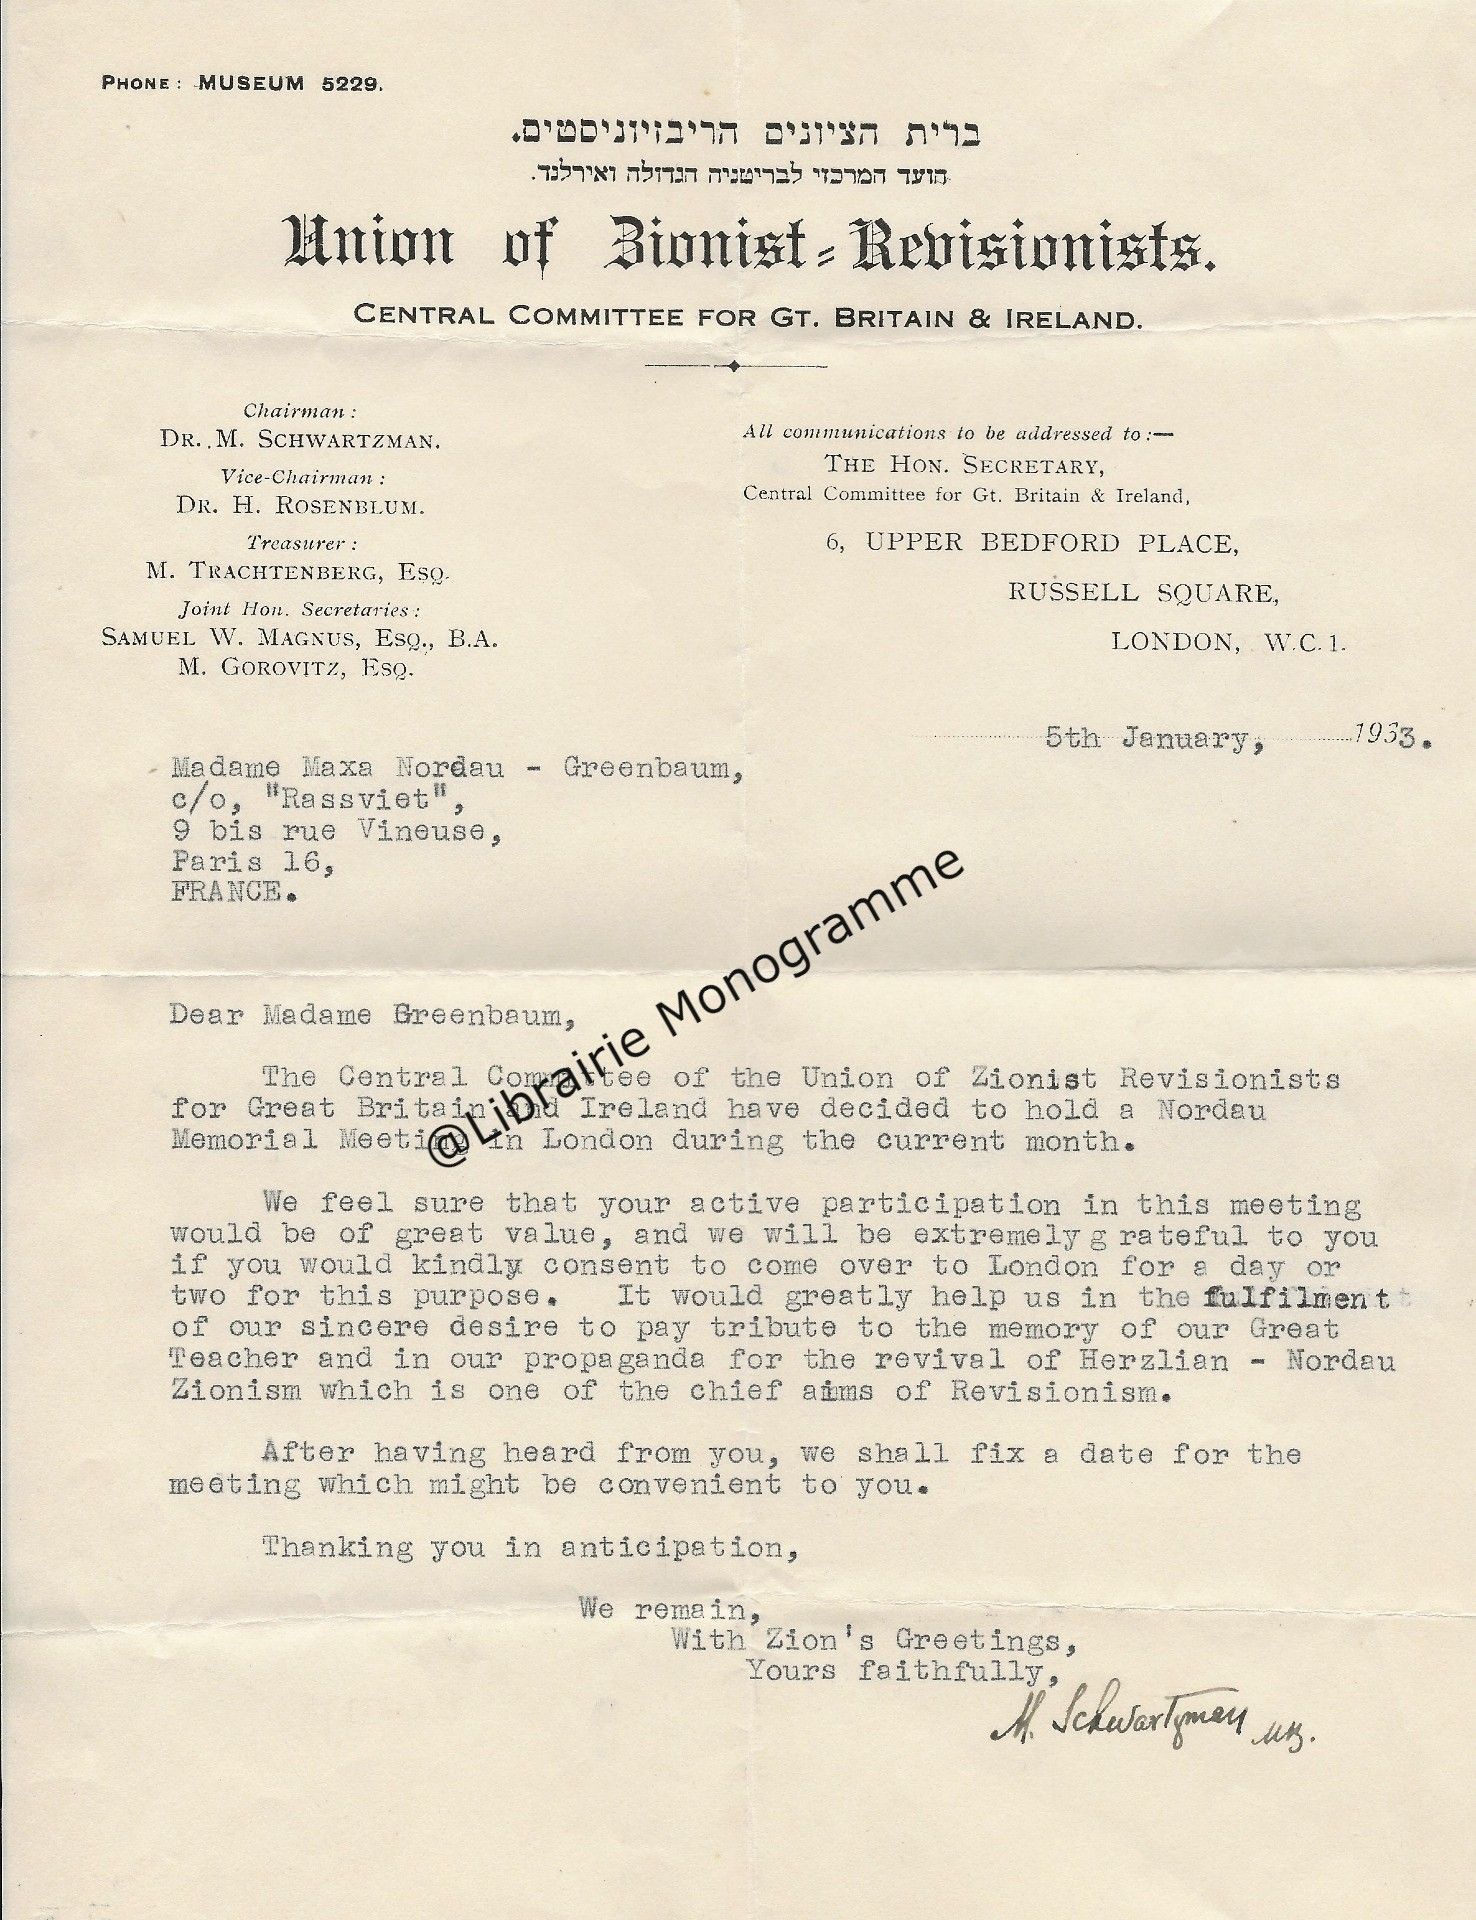 PHONE: MUSEUM 5229.
ברית הציונים הריבזיוניסטים.
הועד המרכזי לבריטניה הגדולה ואירלנד.
Union of Zionist=Revisionists.
CENTRAL COMMITTEE FOR GT. BRITAIN & IRELAND.
Chairman:
DR. M. SCHWARTZMAN.
Vice-Chairman:
DR. H. ROSENBLUM.
Treasurer:
M. TRACHTENBERG, ESQ.
Joint Hon. Secretaries:
SAMUEL W. MAGNUS, ESQ., B.A.
M. GOROVITZ, ESQ.
All communications to be addressed to:—
THE HON. SECRETARY,
Central Committee for Gt. Britain & Ireland,
6, UPPER BEDFORD PLACE,
RUSSELL SQUARE,
LONDON, W.C.1.
5th January, 1933.
Madame Maxa Nordau - Greenbaum,
c/o, "Rassviet",
9 bis rue Vineuse,
Paris 16,
FRANCE.
Dear Madame Greenbaum,
The Central Committee of the Union of Zionist Revisionists
for Great Britain and Ireland have decided to hold a Nordau
Memorial Meeting in London during the current month.
We feel sure that your active participation in this meeting
would be of great value, and we will be extremely g rateful to you
if you would kindly consent to come over to London for a day or
two for this purpose. It would greatly help us in the fulfilment
of our sincere desire to pay tribute to the memory of our Great
Teacher and in our propaganda for the revival of Herzlian - Nordau
Zionism which is one of the chief aims of Revisionism.
After having heard from you, we shall fix a date for the
meeting which might be convenient to you.
Thanking you in anticipation,
We remain,
With Zion's Greetings,
Yours faithfully,
M. Schwartzman
@Librairie Monogramme